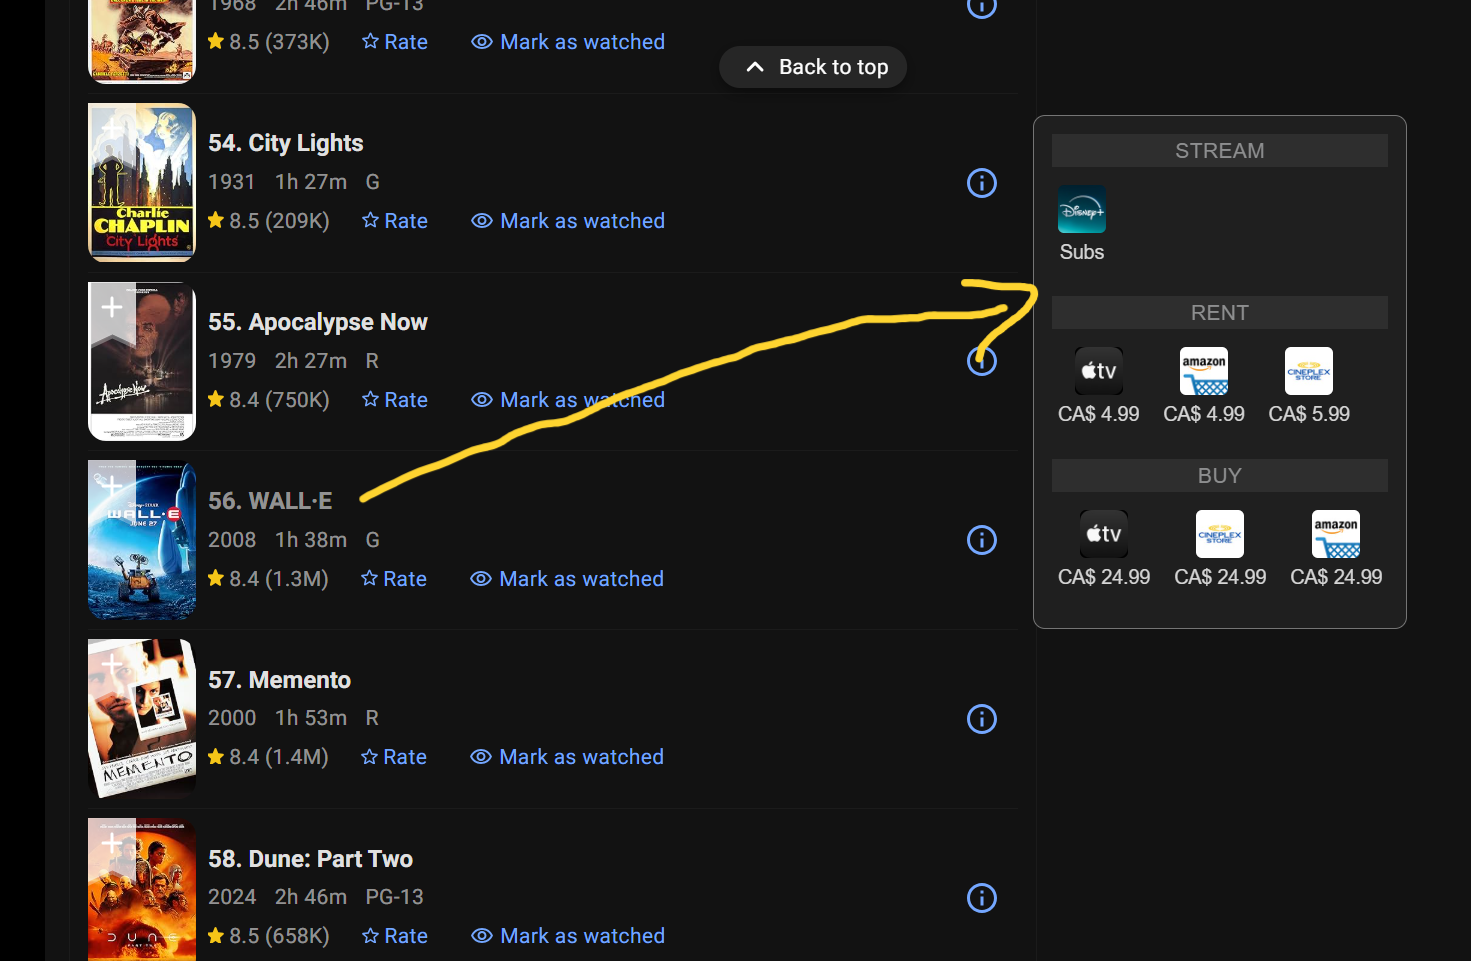 1968 2h 46m PG-13
8.5 (373K) Rate Mark as watched
Back to top
54. City Lights
1931 1h 27m G
8.5 (209K) Rate Mark as watched
Charlie
CHAPLIN
City Lights
55. Apocalypse Now
1979 2h 27m R
8.4 (750K) Rate Mark as watched
Apocalypse Now
56. WALL·E
2008 1h 38m G
8.4 (1.3M) Rate Mark as watched
WALL·E
JUNE 27
57. Memento
2000 1h 53m R
8.4 (1.4M) Rate Mark as watched
MEMENTO
58. Dune: Part Two
2024 2h 46m PG-13
8.5 (658K) Rate Mark as watched
DUNE
STREAM
Disney+
Subs
RENT
tv amazon CINEPLEX
STORE
CA$ 4.99 CA$ 4.99 CA$ 5.99
BUY
tv CINEPLEX amazon
STORE
CA$ 24.99 CA$ 24.99 CA$ 24.99